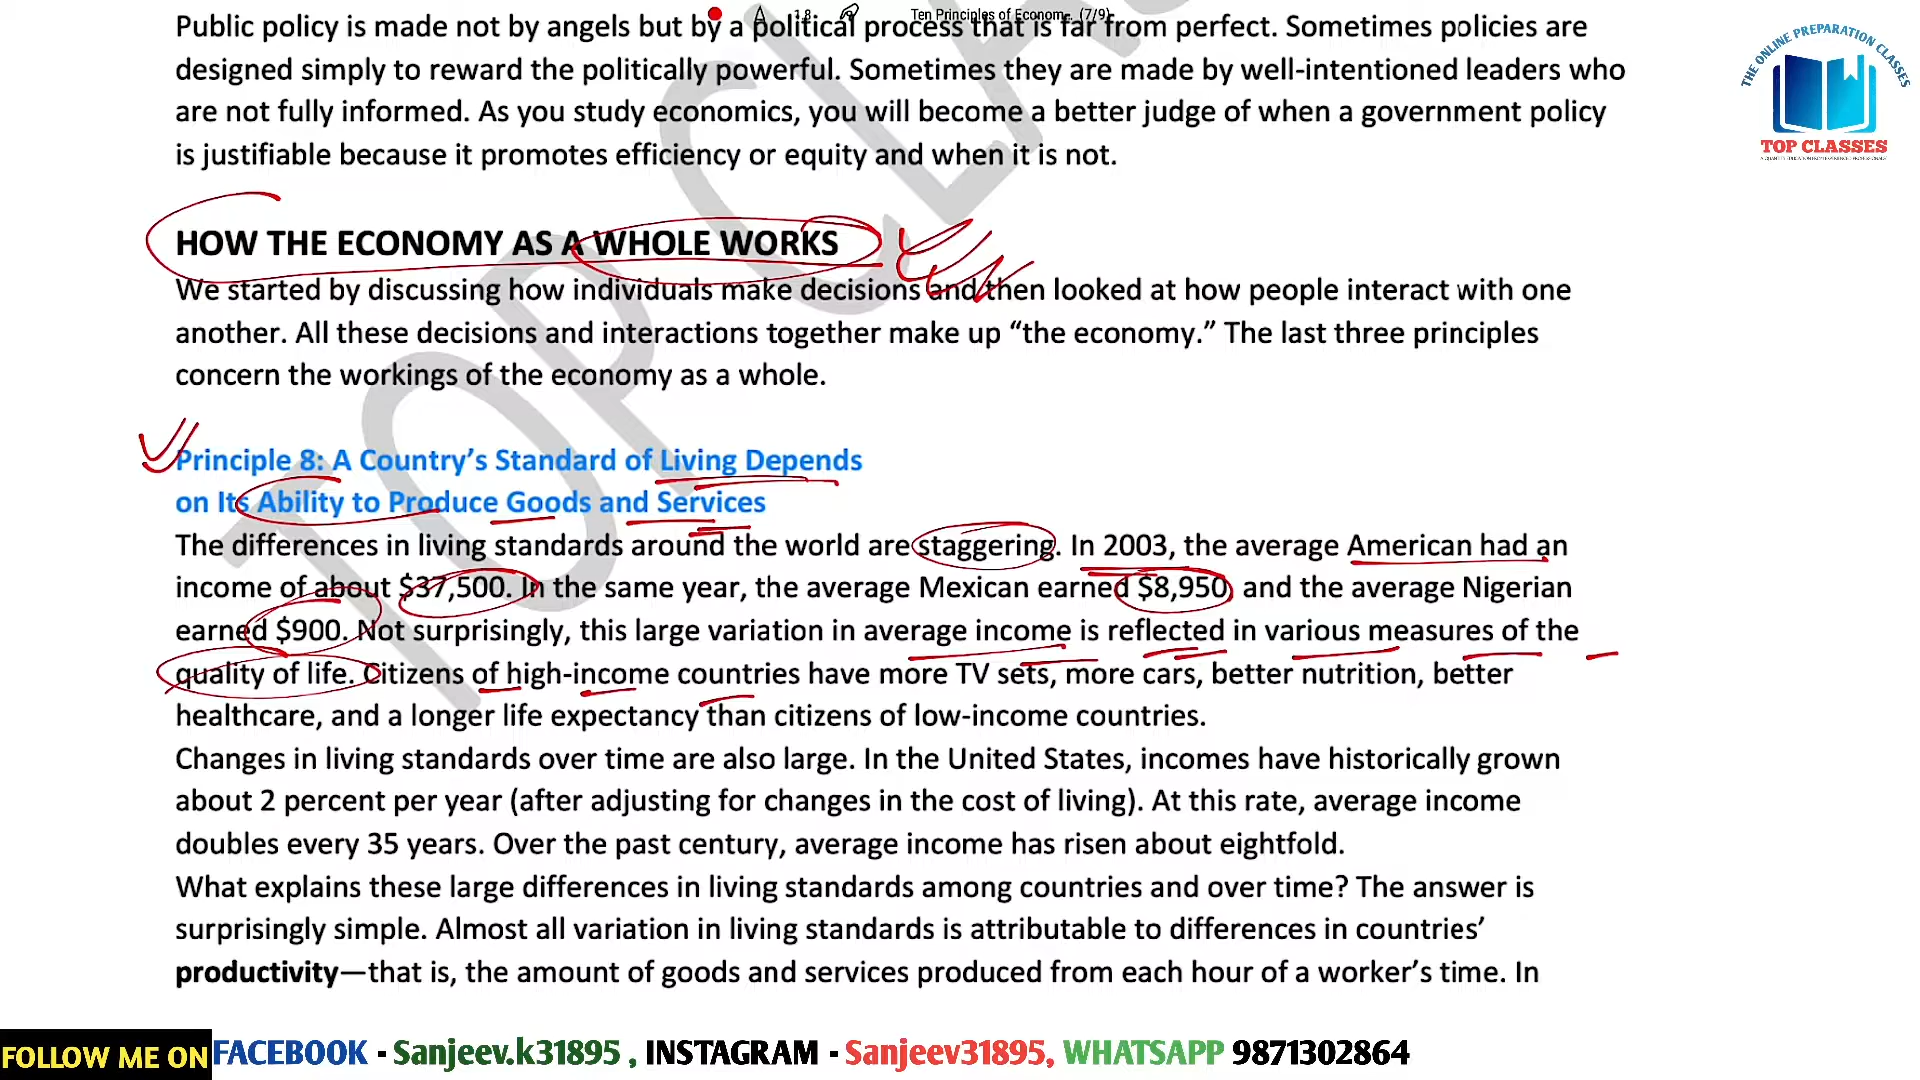 Ten Principles of Econom... (7/9)
1.8
Public policy is made not by angels but by a political process that is far from perfect. Sometimes policies are
designed simply to reward the politically powerful. Sometimes they are made by well-intentioned leaders who
are not fully informed. As you study economics, you will become a better judge of when a government policy
is justifiable because it promotes efficiency or equity and when it is not.
THE ONLINE PREPARATION CLASSES
TOP CLASSES
HOW THE ECONOMY AS A WHOLE WORKS
We started by discussing how individuals make decisions and then looked at how people interact with one
another. All these decisions and interactions together make up “the economy.” The last three principles
concern the workings of the economy as a whole.
Principle 8: A Country’s Standard of Living Depends
on Its Ability to Produce Goods and Services
The differences in living standards around the world are staggering. In 2003, the average American had an
income of about $37,500. In the same year, the average Mexican earned $8,950, and the average Nigerian
earned $900. Not surprisingly, this large variation in average income is reflected in various measures of the
quality of life. Citizens of high-income countries have more TV sets, more cars, better nutrition, better
healthcare, and a longer life expectancy than citizens of low-income countries.
Changes in living standards over time are also large. In the United States, incomes have historically grown
about 2 percent per year (after adjusting for changes in the cost of living). At this rate, average income
doubles every 35 years. Over the past century, average income has risen about eightfold.
What explains these large differences in living standards among countries and over time? The answer is
surprisingly simple. Almost all variation in living standards is attributable to differences in countries’
productivity—that is, the amount of goods and services produced from each hour of a worker’s time. In
TOP CLAS
FOLLOW ME ON FACEBOOK - Sanjeev.k31895 , INSTAGRAM - Sanjeev31895, WHATSAPP 9871302864